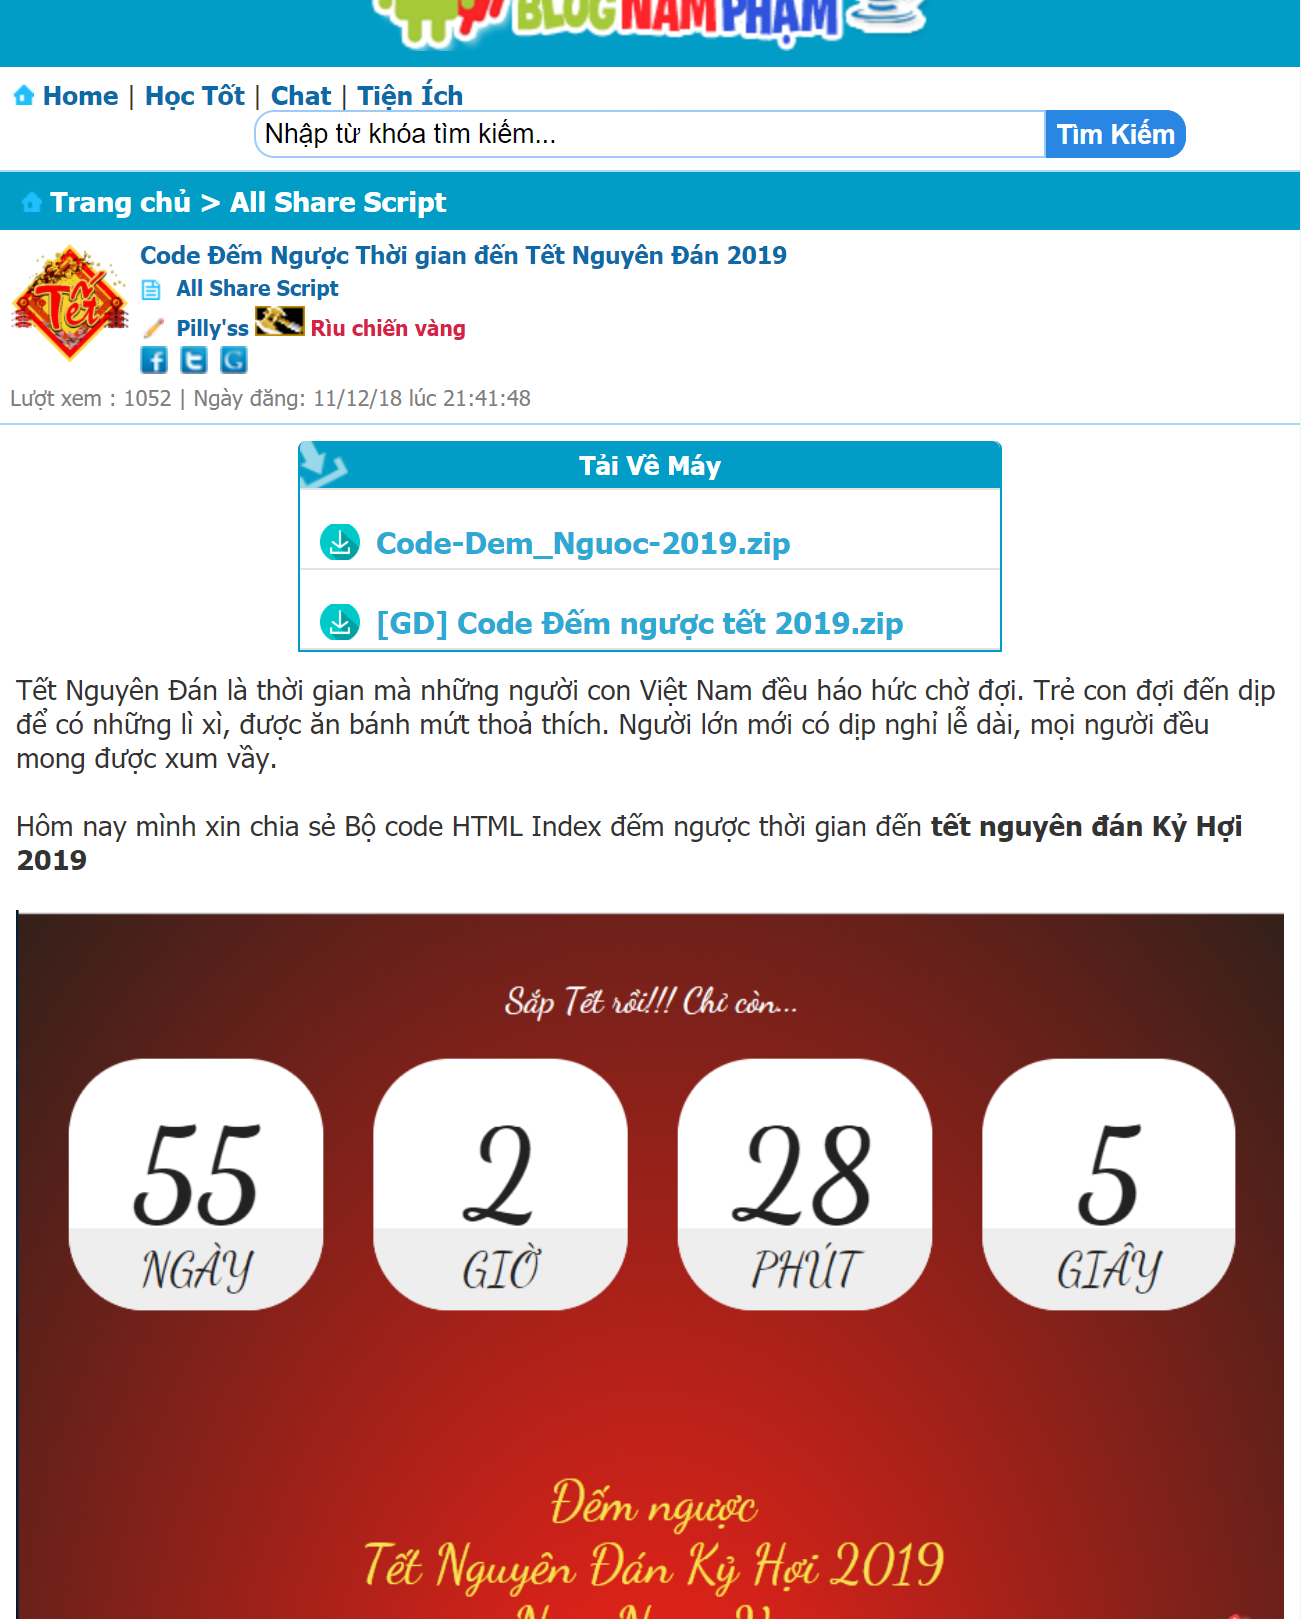 BLOG NAM PHẠM
Home | Học Tốt | Chat | Tiện Ích
Nhập từ khóa tìm kiếm... Tìm Kiếm
Trang chủ > All Share Script
Tết
Code Đếm Ngược Thời gian đến Tết Nguyên Đán 2019
All Share Script
Pilly'ss Rìu chiến vàng
Lượt xem : 1052 | Ngày đăng: 11/12/18 lúc 21:41:48
Tải Về Máy
Code-Dem_Nguoc-2019.zip
[GD] Code Đếm ngược tết 2019.zip
Tết Nguyên Đán là thời gian mà những người con Việt Nam đều háo hức chờ đợi. Trẻ con đợi đến dịp
để có những lì xì, được ăn bánh mứt thoả thích. Người lớn mới có dịp nghỉ lễ dài, mọi người đều
mong được xum vầy.
Hôm nay mình xin chia sẻ Bộ code HTML Index đếm ngược thời gian đến tết nguyên đán Kỷ Hợi
2019
Sắp Tết rồi!!! Chỉ còn...
55 2 28 5
NGÀY GIỜ PHÚT GIÂY
Đếm ngược
Tết Nguyên Đán Kỷ Hợi 2019